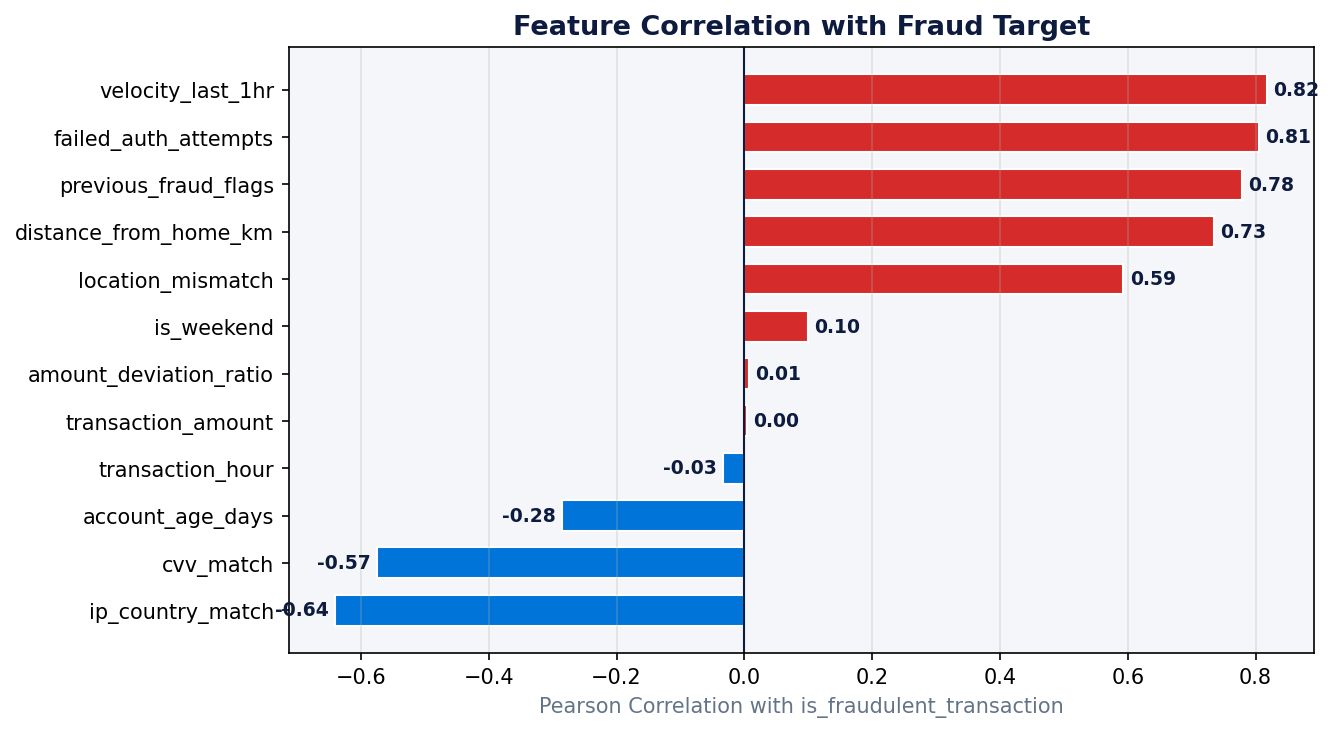 Feature Correlation with Fraud Target
velocity_last_1hr 0.82
failed_auth_attempts 0.81
previous_fraud_flags 0.78
distance_from_home_km 0.73
location_mismatch 0.59
is_weekend 0.10
amount_deviation_ratio 0.01
transaction_amount 0.00
transaction_hour -0.03
account_age_days -0.28
cvv_match -0.57
ip_country_match -0.64
−0.6 −0.4 −0.2 0.0 0.2 0.4 0.6 0.8
Pearson Correlation with is_fraudulent_transaction